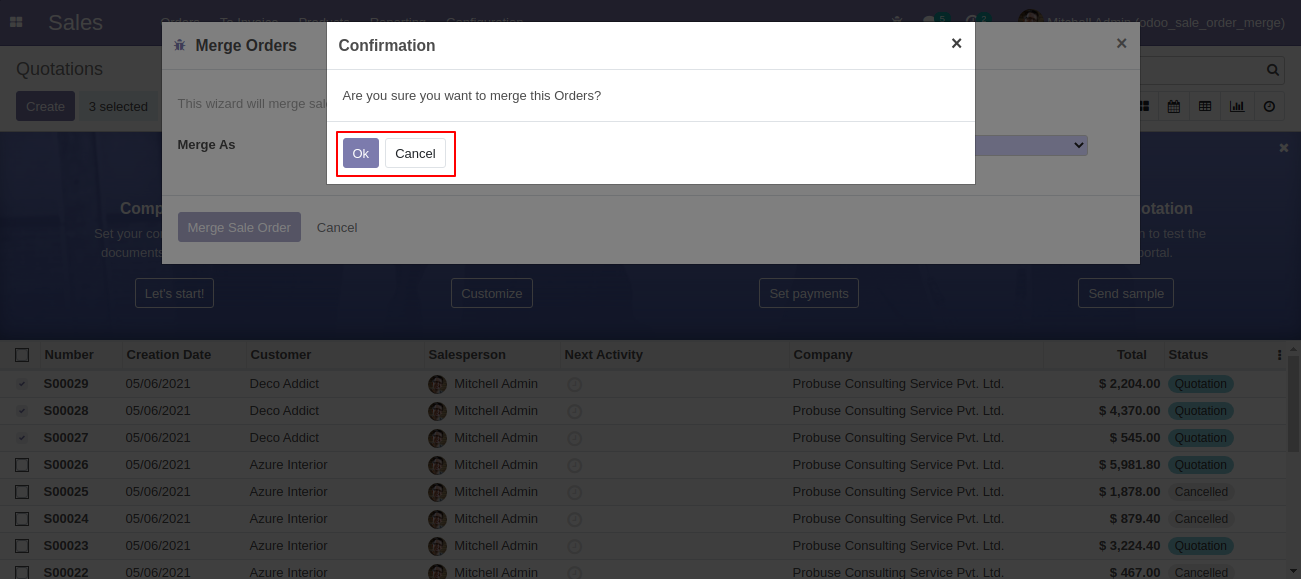 Sales
Orders To Invoice Products Reporting Configuration
5 2 Mitchell Admin (odoo_sale_order_merge)
Quotations
Create 3 selected
Merge Orders
×
Confirmation
×
Are you sure you want to merge this Orders?
Ok Cancel
This wizard will merge sal
Merge As
Merge Sale Order Cancel
Comp
Set your co
documents
otation
to test the
portal.
Let's start! Customize Set payments Send sample
Number Creation Date Customer Salesperson Next Activity Company Total Status
S00029 05/06/2021 Deco Addict Mitchell Admin Probuse Consulting Service Pvt. Ltd. $ 2,204.00 Quotation
S00028 05/06/2021 Deco Addict Mitchell Admin Probuse Consulting Service Pvt. Ltd. $ 4,370.00 Quotation
S00027 05/06/2021 Deco Addict Mitchell Admin Probuse Consulting Service Pvt. Ltd. $ 545.00 Quotation
S00026 05/06/2021 Azure Interior Mitchell Admin Probuse Consulting Service Pvt. Ltd. $ 5,981.80 Quotation
S00025 05/06/2021 Azure Interior Mitchell Admin Probuse Consulting Service Pvt. Ltd. $ 1,878.00 Cancelled
S00024 05/06/2021 Azure Interior Mitchell Admin Probuse Consulting Service Pvt. Ltd. $ 879.40 Cancelled
S00023 05/06/2021 Azure Interior Mitchell Admin Probuse Consulting Service Pvt. Ltd. $ 3,224.40 Quotation
S00022 05/06/2021 Azure Interior Mitchell Admin Probuse Consulting Service Pvt. Ltd. $ 467.00 Cancelled